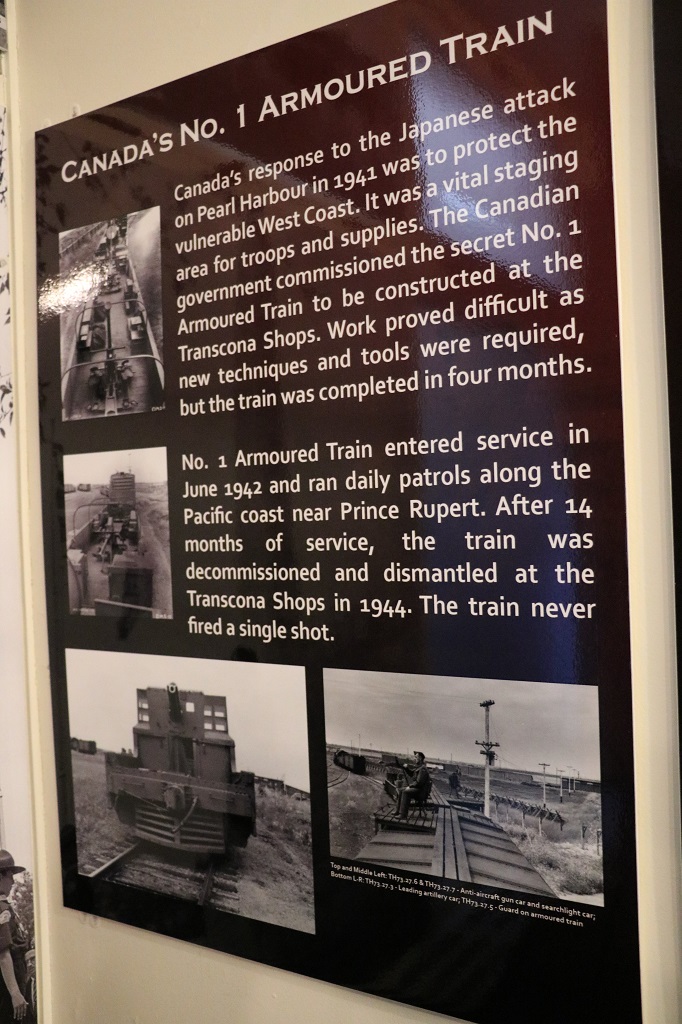 CANADA'S NO. 1 ARMOURED TRAIN
Canada's response to the Japanese attack
on Pearl Harbour in 1941 was to protect the
vulnerable West Coast. It was a vital staging
area for troops and supplies. The Canadian
government commissioned the secret No. 1
Armoured Train to be constructed at the
Transcona Shops. Work proved difficult as
new techniques and tools were required,
but the train was completed in four months.
No. 1 Armoured Train entered service in
June 1942 and ran daily patrols along the
Pacific coast near Prince Rupert. After 14
months of service, the train was
decommissioned and dismantled at the
Transcona Shops in 1944. The train never
fired a single shot.
Top and Middle Left: TH73.27.6 & TH73.27.7 - Anti-aircraft gun car and searchlight car;
Bottom L-R: TH73.27.3 - Leading artillery car; TH73.27.5 - Guard on armoured train